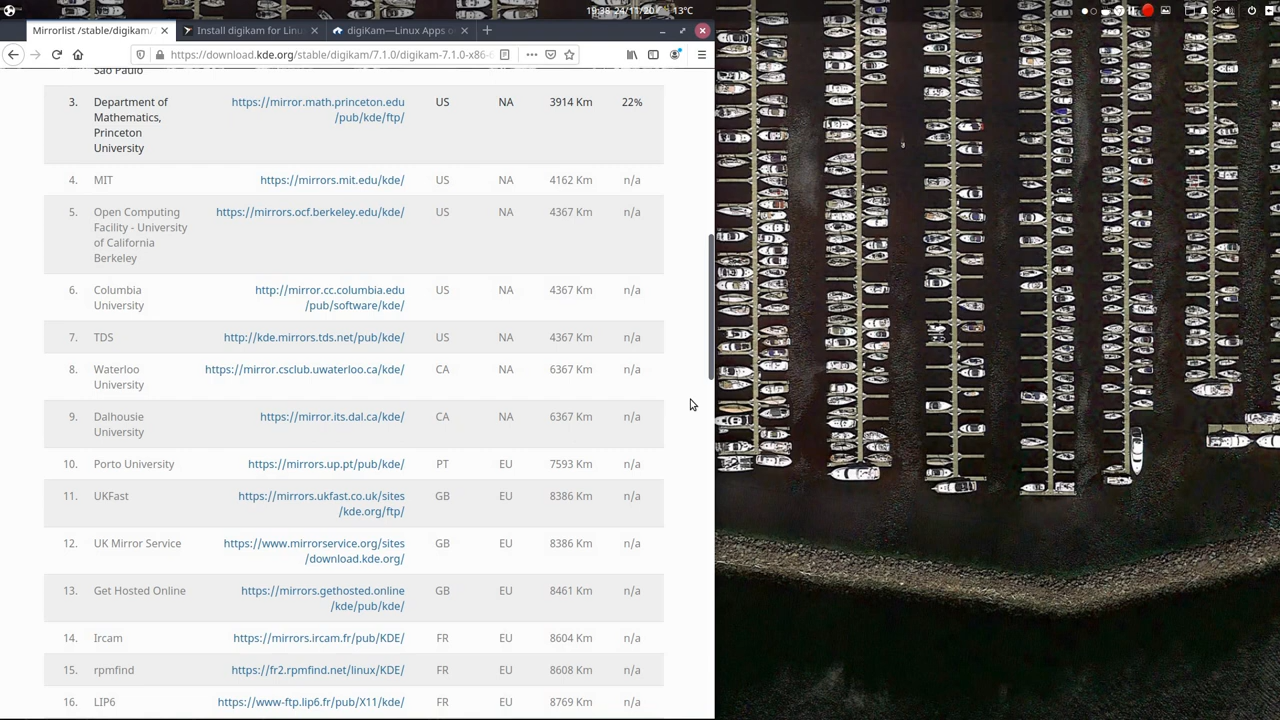 19:38 24/11/20 13°C
Mirrorlist /stable/digikam/
Install digikam for Linu
digiKam—Linux Apps o
https://download.kde.org/stable/digikam/7.1.0/digikam-7.1.0-x86-6
São Paulo
3. Department of Mathematics, Princeton University https://mirror.math.princeton.edu/pub/kde/ftp/ US NA 3914 Km 22%
4. MIT https://mirrors.mit.edu/kde/ US NA 4162 Km n/a
5. Open Computing Facility - University of California Berkeley https://mirrors.ocf.berkeley.edu/kde/ US NA 4367 Km n/a
6. Columbia University http://mirror.cc.columbia.edu/pub/software/kde/ US NA 4367 Km n/a
7. TDS http://kde.mirrors.tds.net/pub/kde/ US NA 4367 Km n/a
8. Waterloo University https://mirror.csclub.uwaterloo.ca/kde/ CA NA 6367 Km n/a
9. Dalhousie University https://mirror.its.dal.ca/kde/ CA NA 6367 Km n/a
10. Porto University https://mirrors.up.pt/pub/kde/ PT EU 7593 Km n/a
11. UKFast https://mirrors.ukfast.co.uk/sites/kde.org/ftp/ GB EU 8386 Km n/a
12. UK Mirror Service https://www.mirrorservice.org/sites/download.kde.org/ GB EU 8386 Km n/a
13. Get Hosted Online https://mirrors.gethosted.online/kde/pub/kde/ GB EU 8461 Km n/a
14. Ircam https://mirrors.ircam.fr/pub/KDE/ FR EU 8604 Km n/a
15. rpmfind https://fr2.rpmfind.net/linux/KDE/ FR EU 8608 Km n/a
16. LIP6 https://www-ftp.lip6.fr/pub/X11/kde/ FR EU 8769 Km n/a